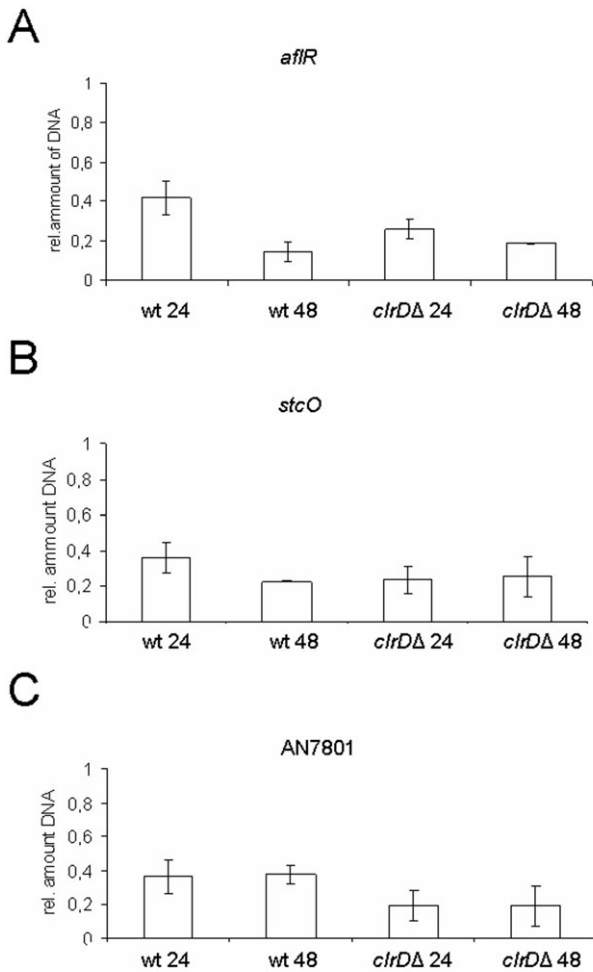 A
aflR
rel.ammount of DNA
1
0,8
0,6
0,4
0,2
0
wt 24 wt 48 clrDΔ 24 clrDΔ 48
B
stcO
rel. ammount DNA
1
0,8
0,6
0,4
0,2
0
wt 24 wt 48 clrDΔ 24 clrDΔ 48
C
AN7801
rel. amount DNA
1
0,8
0,6
0,4
0,2
0
wt 24 wt 48 clrDΔ 24 clrDΔ 48